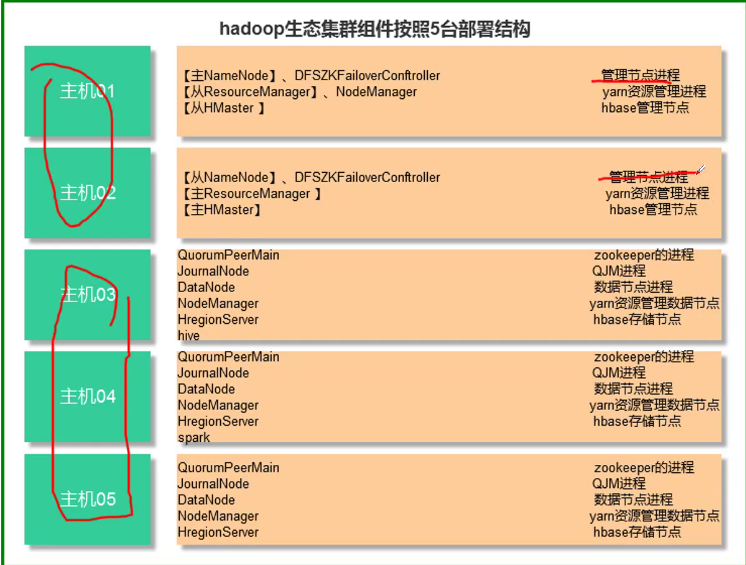 hadoop生态集群组件按照5台部署结构
主机01
【主NameNode】、DFSZKFailoverConftroller 管理节点进程
【从ResourceManager】、NodeManager yarn资源管理进程
【从HMaster 】 hbase管理节点
主机02
【从NameNode】、DFSZKFailoverConftroller 管理节点进程
【主ResourceManager 】 yarn资源管理进程
【主HMaster】 hbase管理节点
主机03
QuorumPeerMain zookeeper的进程
JournalNode QJM进程
DataNode 数据节点进程
NodeManager yarn资源管理数据节点
HregionServer hbase存储节点
hive
主机04
QuorumPeerMain zookeeper的进程
JournalNode QJM进程
DataNode 数据节点进程
NodeManager yarn资源管理数据节点
HregionServer hbase存储节点
spark
主机05
QuorumPeerMain zookeeper的进程
JournalNode QJM进程
DataNode 数据节点进程
NodeManager yarn资源管理数据节点
HregionServer hbase存储节点